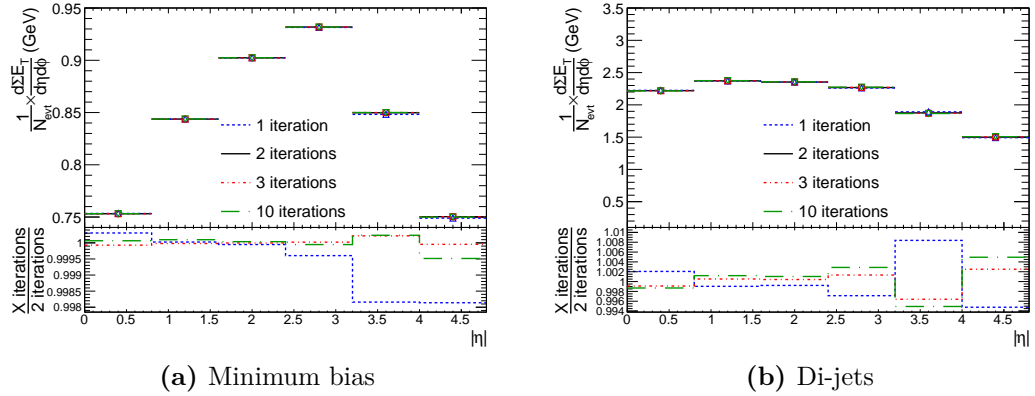 1/N_evt × dΣE_T/dηdφ (GeV)
0.95
0.9
0.85
0.8
0.75
1 iteration
2 iterations
3 iterations
10 iterations
X iterations
2 iterations
1
0.9995
0.999
0.9985
0.998
0 0.5 1 1.5 2 2.5 3 3.5 4 4.5
|η|
(a) Minimum bias
1/N_evt × dΣE_T/dηdφ (GeV)
3.5
3
2.5
2
1.5
1
0.5
1 iteration
2 iterations
3 iterations
10 iterations
X iterations
2 iterations
1.01
1.008
1.006
1.004
1.002
1
0.998
0.996
0.994
0 0.5 1 1.5 2 2.5 3 3.5 4 4.5
|η|
(b) Di-jets